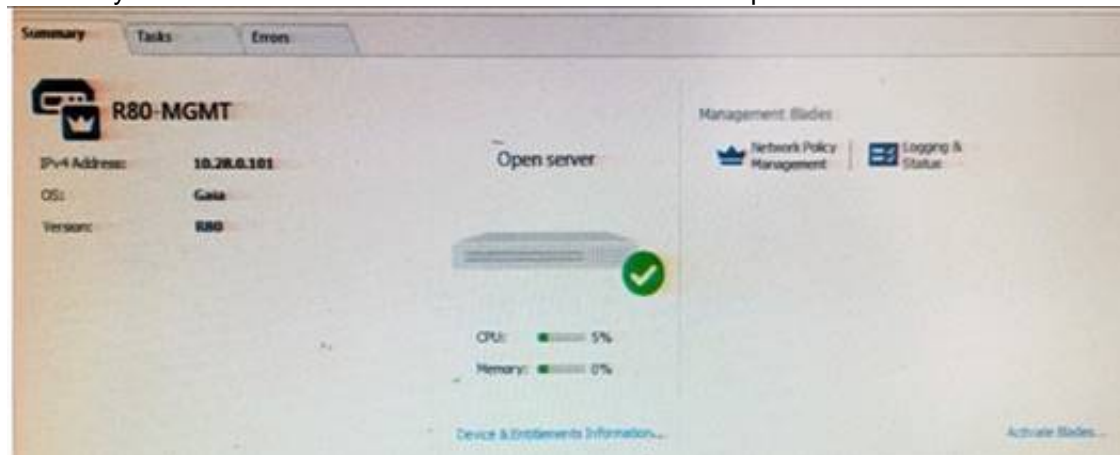 Summary Tasks Errors
R80-MGMT
IPv4 Address: 10.28.0.101
OS: Gaia
Version: R80
Open server
CPU: 5%
Memory: 0%
Device & Entitlements Information...
Management Blades
Network Policy Management
Logging & Status
Activate Blades...